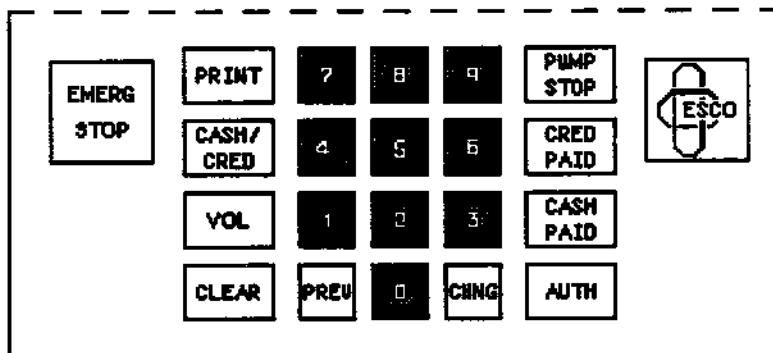 EMERG
STOP
PRINT
7
8
9
PUMP
STOP
ESCO
CASH/
CRED
4
5
6
CRED
PAID
VOL
1
2
3
CASH
PAID
CLEAR
PREV
0
CHNG
AUTH